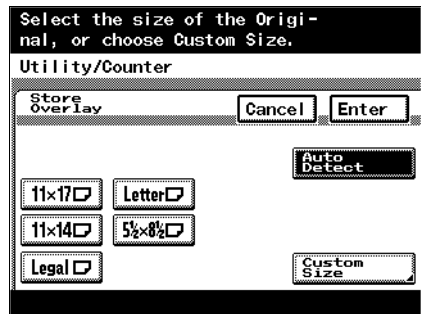 Select the size of the Origi-
nal, or choose Custom Size.
Utility/Counter
Store
Overlay
Cancel
Enter
Auto
Detect
11×17
Letter
11×14
5½×8½
Legal
Custom
Size